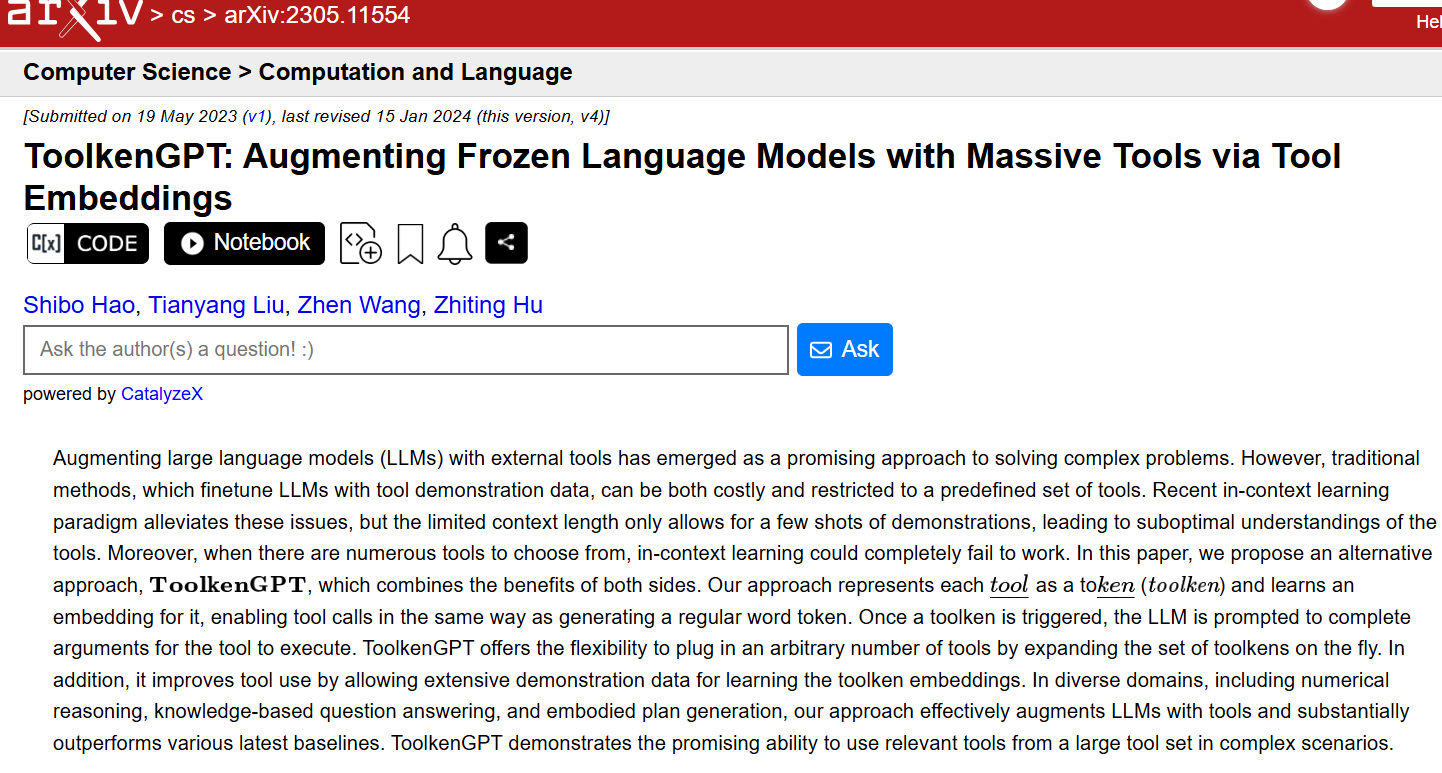 arXiv > cs > arXiv:2305.11554
Hel
Computer Science > Computation and Language
[Submitted on 19 May 2023 (v1), last revised 15 Jan 2024 (this version, v4)]
ToolkenGPT: Augmenting Frozen Language Models with Massive Tools via Tool
Embeddings
C[x] CODE Notebook
Shibo Hao, Tianyang Liu, Zhen Wang, Zhiting Hu
Ask the author(s) a question! :) Ask
powered by CatalyzeX
Augmenting large language models (LLMs) with external tools has emerged as a promising approach to solving complex problems. However, traditional
methods, which finetune LLMs with tool demonstration data, can be both costly and restricted to a predefined set of tools. Recent in-context learning
paradigm alleviates these issues, but the limited context length only allows for a few shots of demonstrations, leading to suboptimal understandings of the
tools. Moreover, when there are numerous tools to choose from, in-context learning could completely fail to work. In this paper, we propose an alternative
approach, ToolkenGPT, which combines the benefits of both sides. Our approach represents each tool as a token (toolken) and learns an
embedding for it, enabling tool calls in the same way as generating a regular word token. Once a toolken is triggered, the LLM is prompted to complete
arguments for the tool to execute. ToolkenGPT offers the flexibility to plug in an arbitrary number of tools by expanding the set of toolkens on the fly. In
addition, it improves tool use by allowing extensive demonstration data for learning the toolken embeddings. In diverse domains, including numerical
reasoning, knowledge-based question answering, and embodied plan generation, our approach effectively augments LLMs with tools and substantially
outperforms various latest baselines. ToolkenGPT demonstrates the promising ability to use relevant tools from a large tool set in complex scenarios.